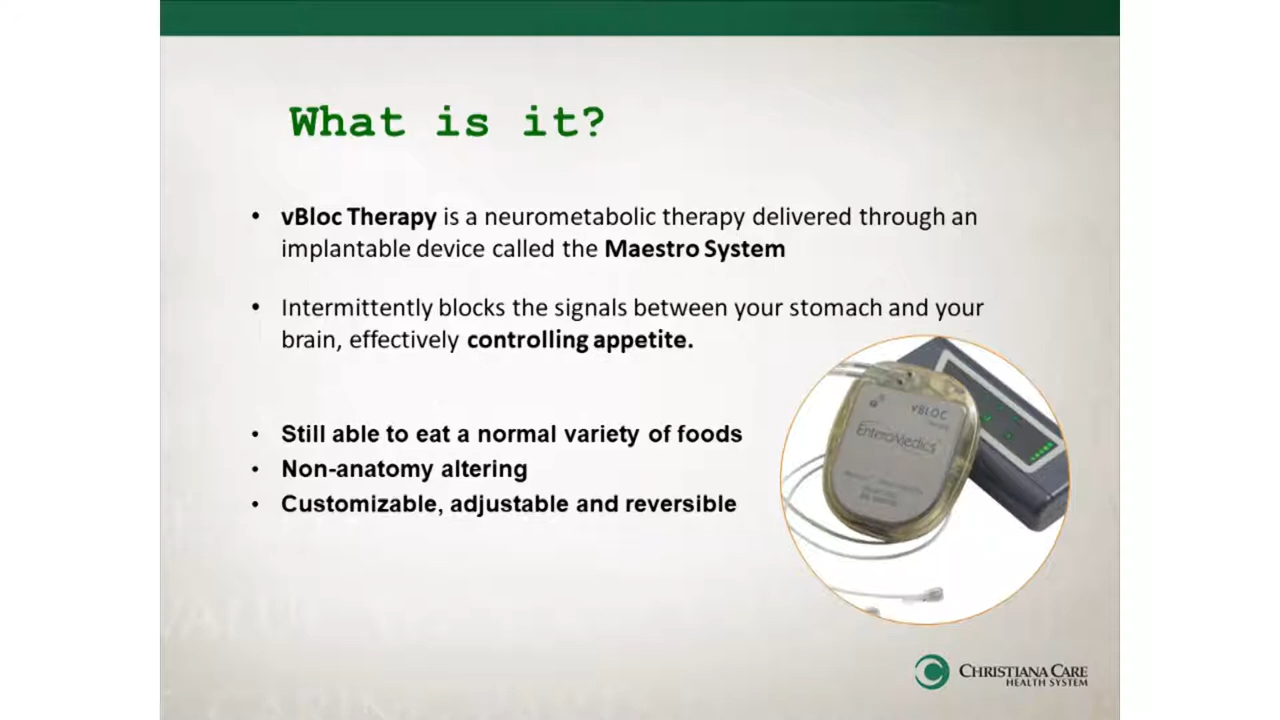 What is it?
• vBloc Therapy is a neurometabolic therapy delivered through an
implantable device called the Maestro System
• Intermittently blocks the signals between your stomach and your
brain, effectively controlling appetite.
• Still able to eat a normal variety of foods
• Non-anatomy altering
• Customizable, adjustable and reversible
vBLOC
EnteroMedics
CHRISTIANA CARE
HEALTH SYSTEM